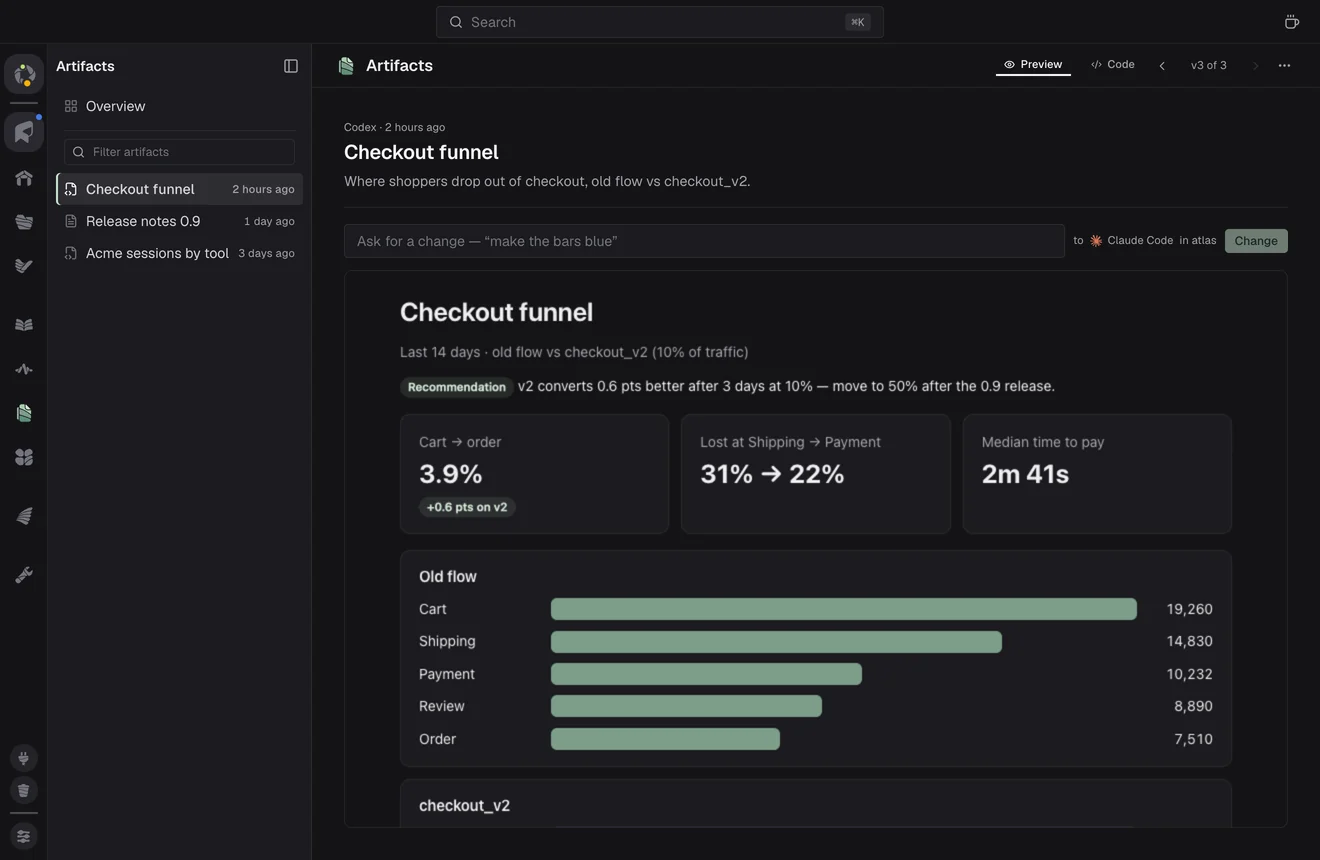 Search
⌘K
Artifacts
Overview
Filter artifacts
Checkout funnel 2 hours ago
Release notes 0.9 1 day ago
Acme sessions by tool 3 days ago
Artifacts
Preview
Code
v3 of 3
Codex · 2 hours ago
Checkout funnel
Where shoppers drop out of checkout, old flow vs checkout_v2.
Ask for a change — “make the bars blue”
to Claude Code in atlas
Change
Checkout funnel
Last 14 days · old flow vs checkout_v2 (10% of traffic)
Recommendation v2 converts 0.6 pts better after 3 days at 10% — move to 50% after the 0.9 release.
Cart → order
3.9%
+0.6 pts on v2
Lost at Shipping → Payment
31% → 22%
Median time to pay
2m 41s
Old flow
Cart 19,260
Shipping 14,830
Payment 10,232
Review 8,890
Order 7,510
checkout_v2